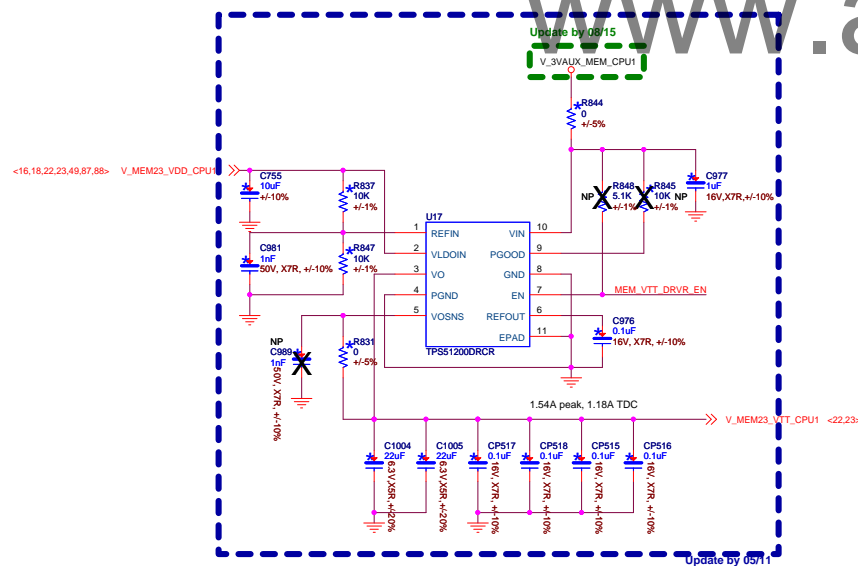 www.a
Update by 08/15
V_3VAUX_MEM_CPU1
*R844
0
+/-5%
<16,18,22,23,49,87,88> V_MEM23_VDD_CPU1
C755
10uF
+/-10%
*R837
10K
+/-1%
NP
R848
5.1K
+/-1%
*R845
10K
+/-1%
NP
C977
1uF
16V,X7R,+/-10%
C981
1nF
50V, X7R, +/-10%
*R847
10K
+/-1%
U17
1 REFIN
2 VLDOIN
3 VO
4 PGND
5 VOSNS
VIN 10
PGOOD 9
GND 8
EN 7
REFOUT 6
EPAD 11
TPS51200DRCR
MEM_VTT_DRVR_EN
C976
0.1uF
16V, X7R, +/-10%
NP
C989
1nF
50V, X7R, +/-10%
*R831
0
+/-5%
1.54A peak, 1.18A TDC
V_MEM23_VTT_CPU1 <22,23>
C1004
22uF
6.3V,X5R,+/-20%
C1005
22uF
6.3V,X5R,+/-20%
CP517
0.1uF
16V, X7R, +/-10%
CP518
0.1uF
16V, X7R, +/-10%
CP515
0.1uF
16V, X7R, +/-10%
CP516
0.1uF
16V, X7R, +/-10%
Update by 05/11